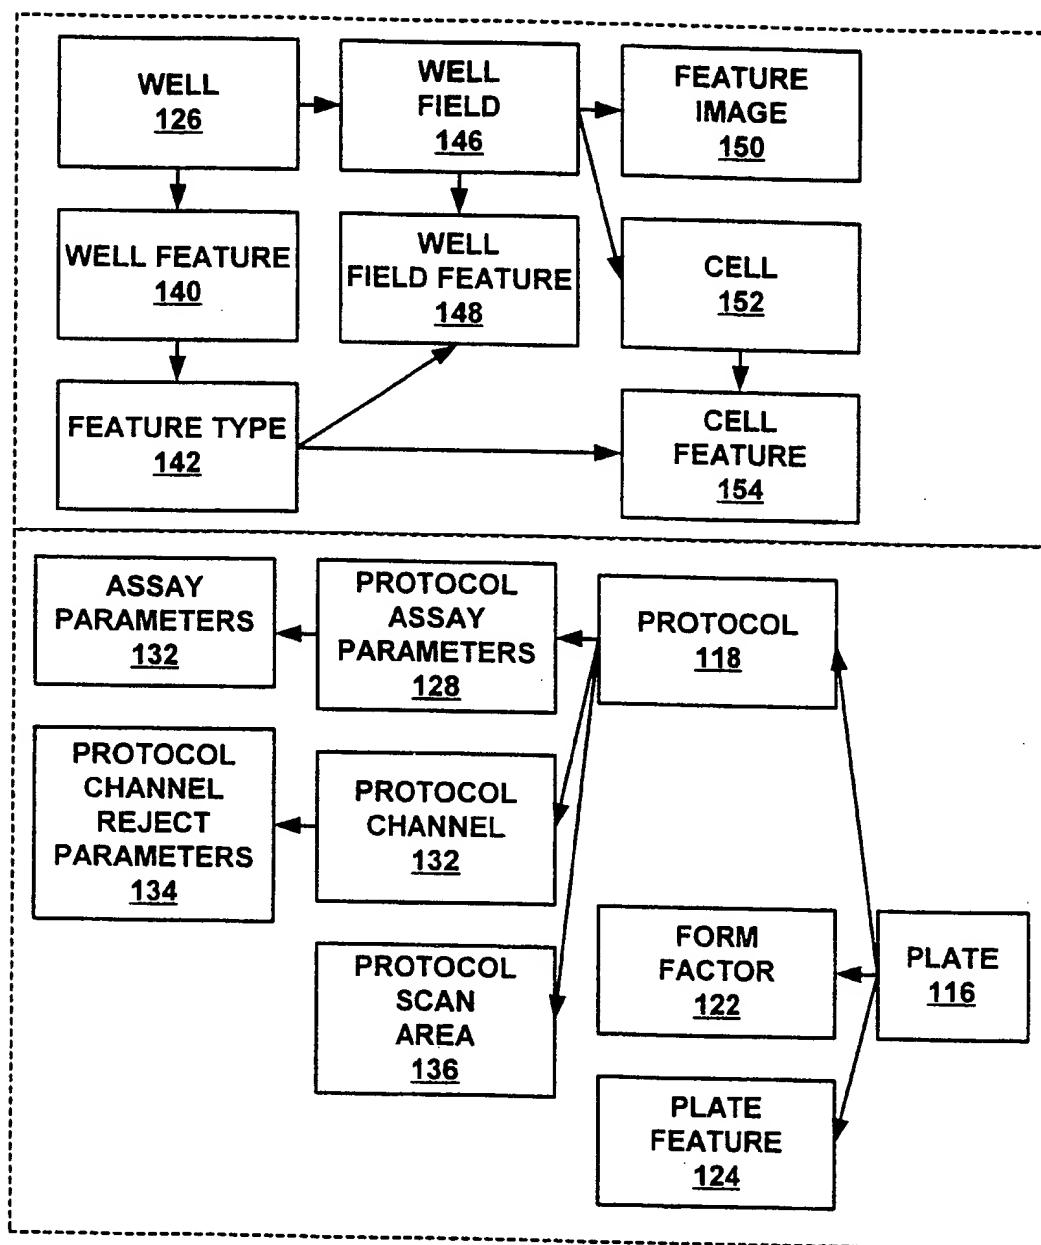 WELL
126
WELL
FIELD
146
FEATURE
IMAGE
150
WELL FEATURE
140
WELL
FIELD FEATURE
148
CELL
152
FEATURE TYPE
142
CELL
FEATURE
154
ASSAY
PARAMETERS
132
PROTOCOL
ASSAY
PARAMETERS
128
PROTOCOL
118
PROTOCOL
CHANNEL
REJECT
PARAMETERS
134
PROTOCOL
CHANNEL
132
FORM
FACTOR
122
PLATE
116
PROTOCOL
SCAN
AREA
136
PLATE
FEATURE
124